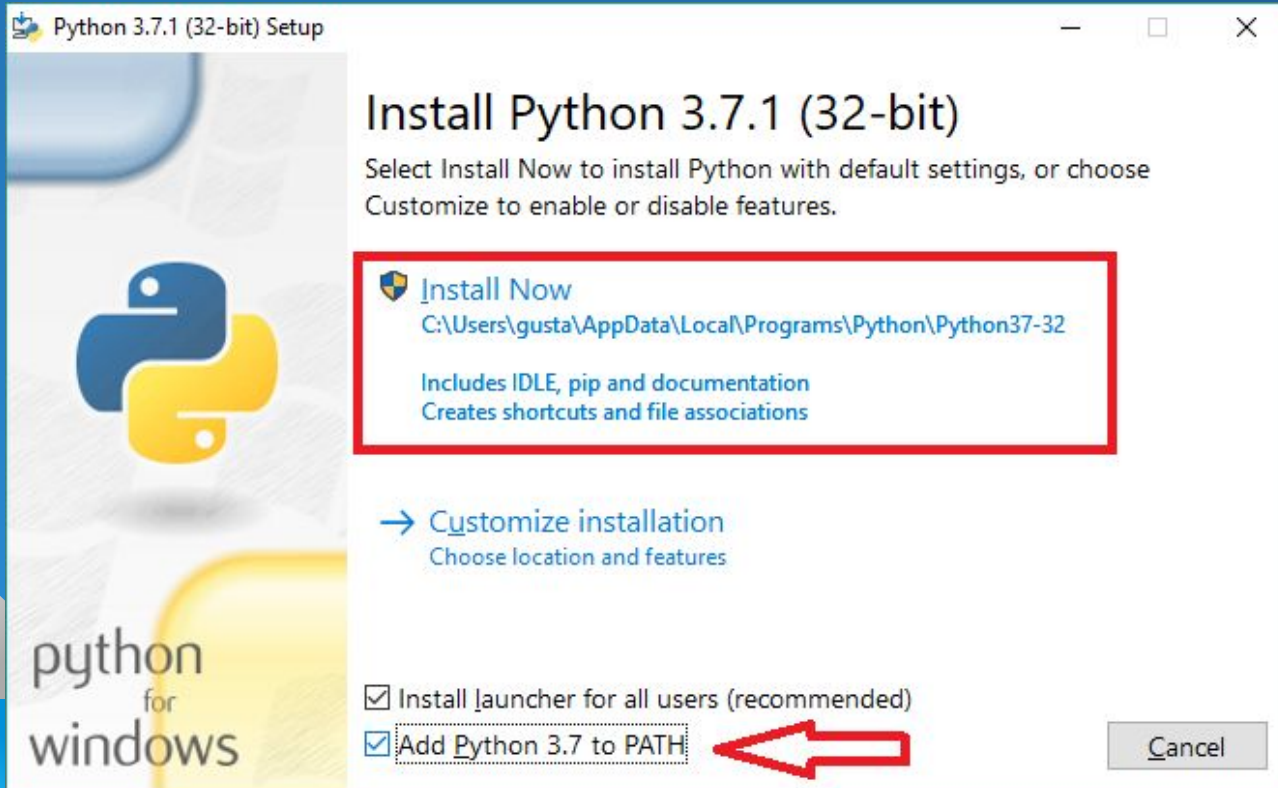 Python 3.7.1 (32-bit) Setup
Install Python 3.7.1 (32-bit)
Select Install Now to install Python with default settings, or choose
Customize to enable or disable features.
Install Now
C:\Users\gusta\AppData\Local\Programs\Python\Python37-32
Includes IDLE, pip and documentation
Creates shortcuts and file associations
Customize installation
Choose location and features
python
for
windows
Install launcher for all users (recommended)
Add Python 3.7 to PATH
Cancel